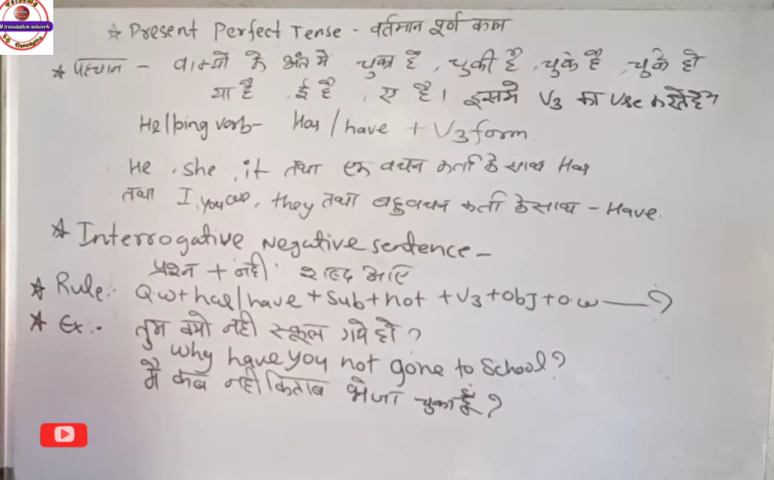 ☆ Present Perfect Tense - वर्तमान पूर्ण काल
☆ पहचान - वाक्यों के अंत में चुका है, चुकी है, चुके है, चुके हो
या है, ई है, ए है। इसमे V3 का Use करते है
Helbing verb- Has/have + V3 form.
He, she, it तथा एक वचन कर्ता के साथ Has
तथा I, you, they तथा बहुवचन कर्ता के साथ - Have.
☆ Interrogative Negative sentence -
प्रश्न + नही शब्द आए
☆ Rule:- Qw+has/have + Sub+not +V3+obj+o.w —?
☆ Ex:- तुम क्यो नही स्कूल गये हो?
Why have you not gone to School?
मै कब नही किताब भेजा चुका हूँ?